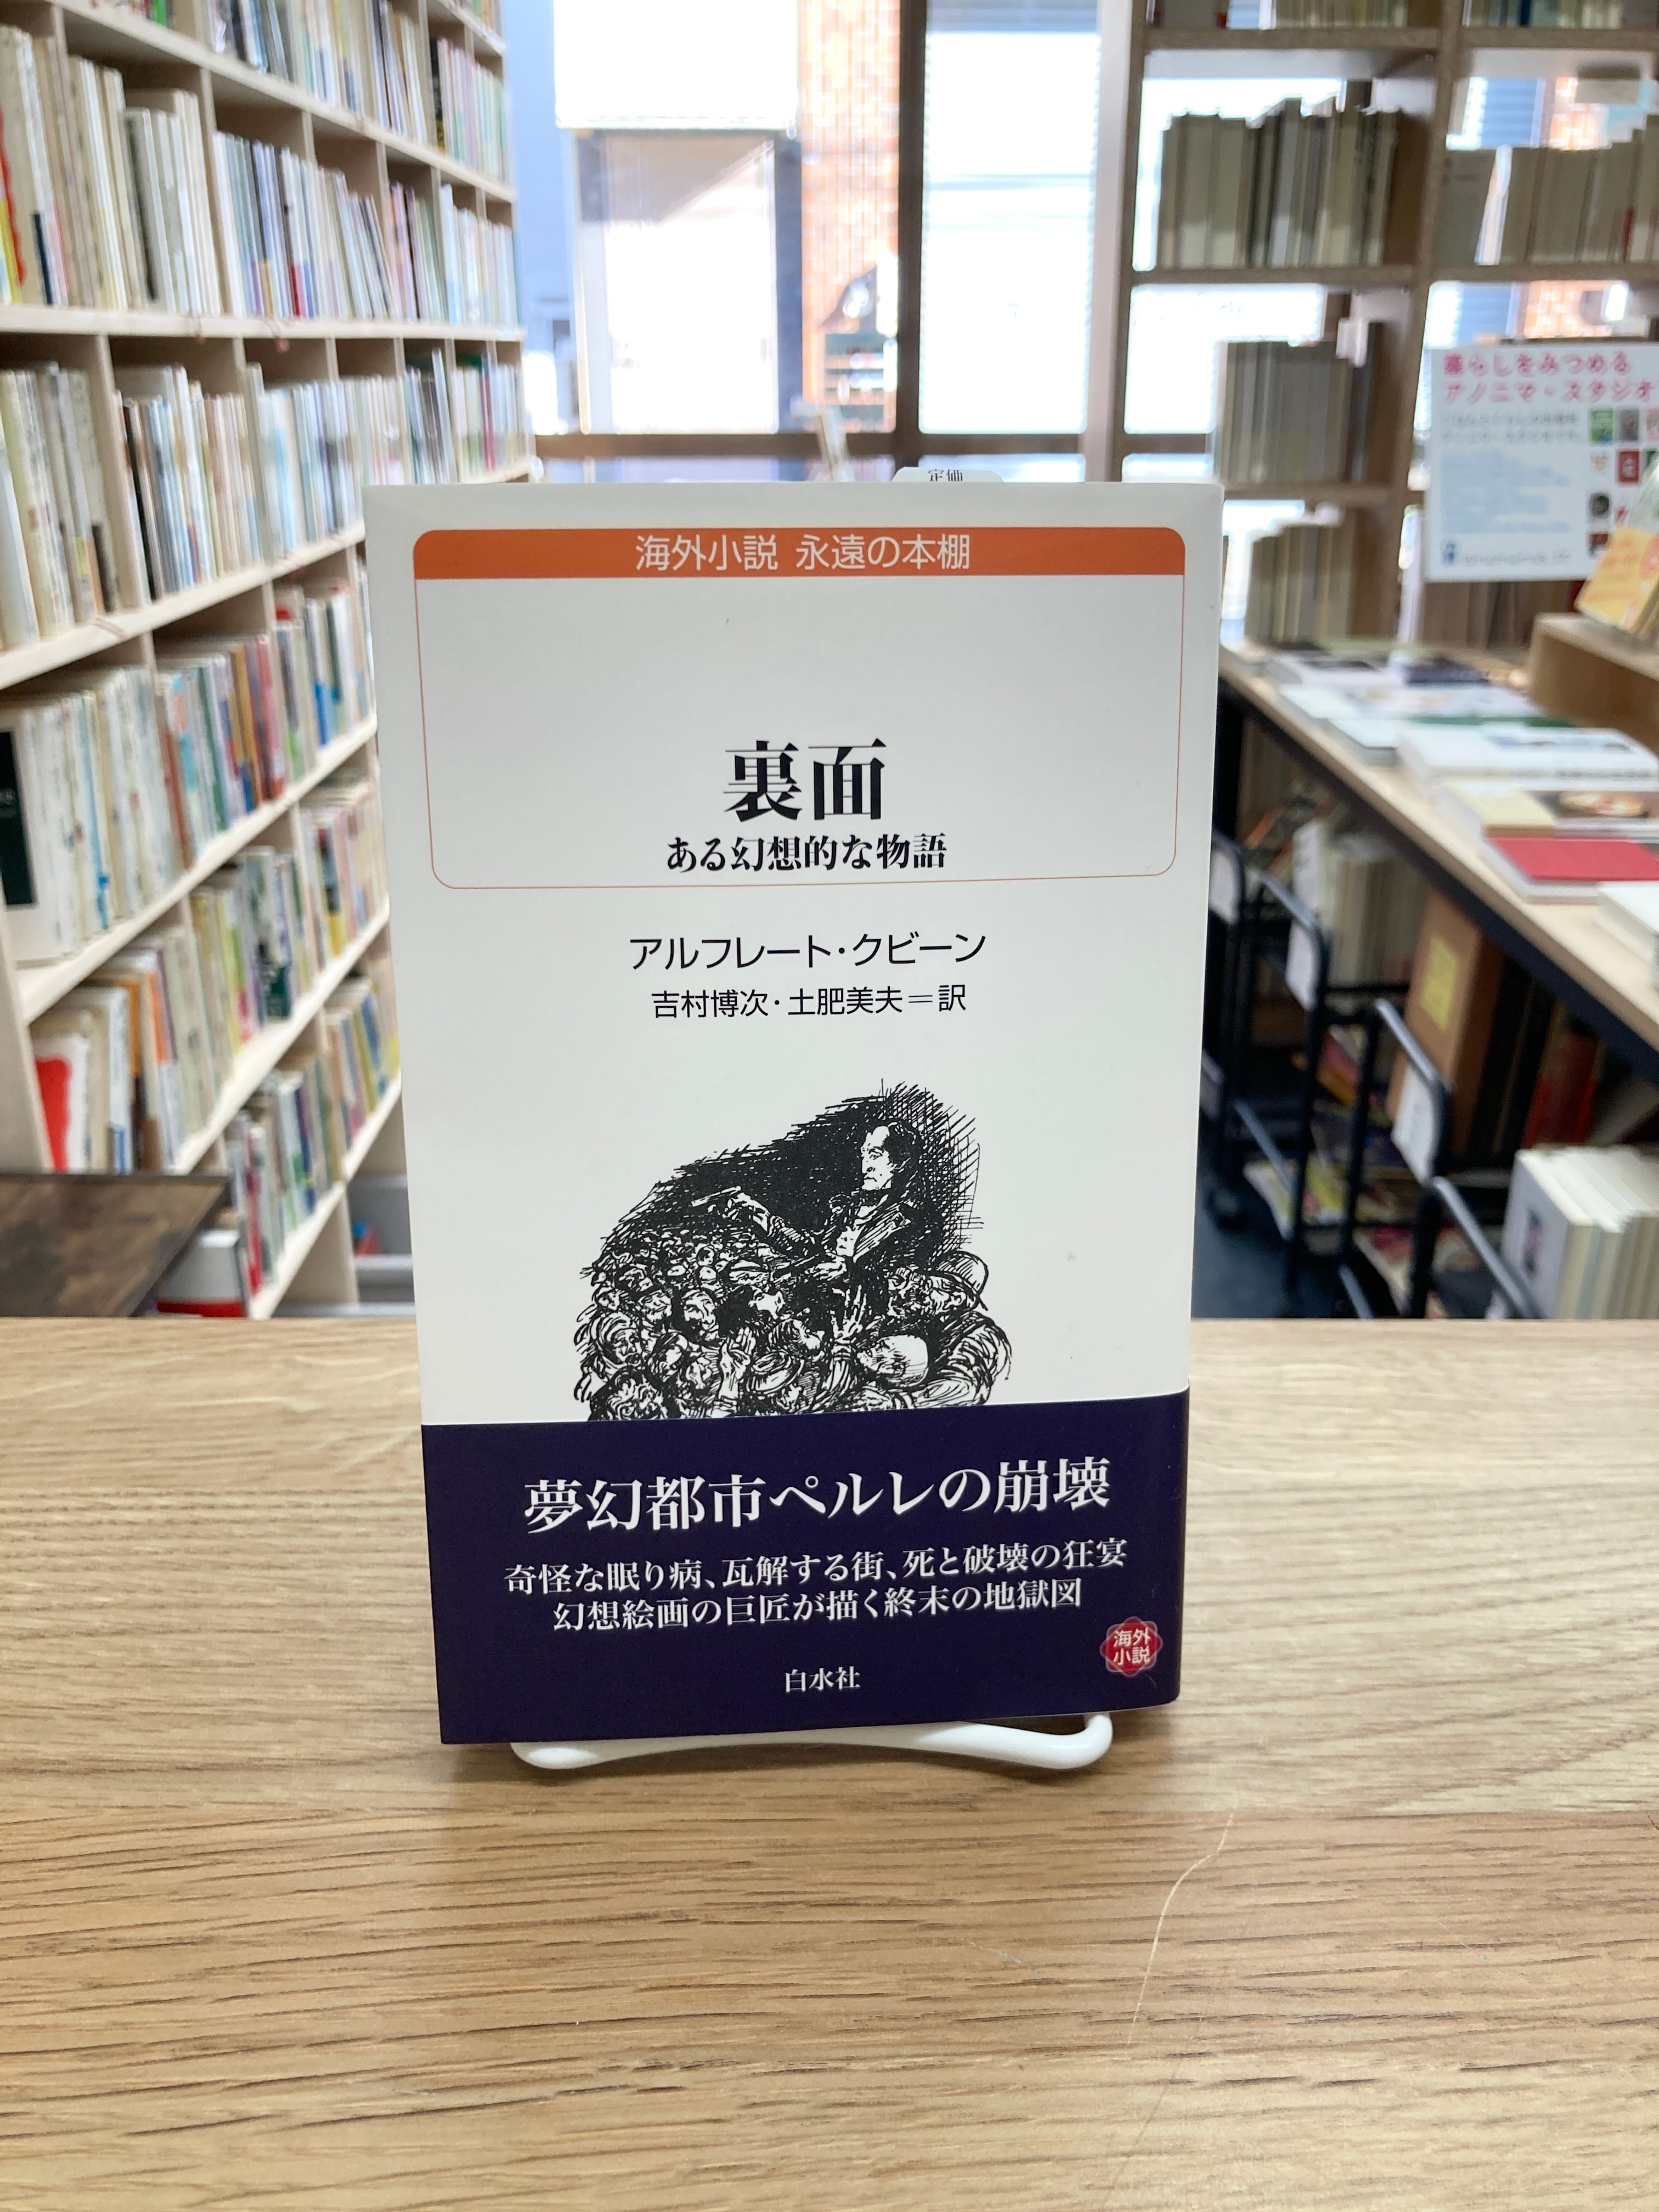 定価
海外小説 永遠の本棚
裏面
ある幻想的な物語
アルフレート・クビーン
吉村博次・土肥美夫=訳
夢幻都市ペルレの崩壊
奇怪な眠り病、瓦解する街、死と破壊の狂宴
幻想絵画の巨匠が描く終末の地獄図
白水社
海外
小説
暮らしをみつめる
アノニマ・スタジオ